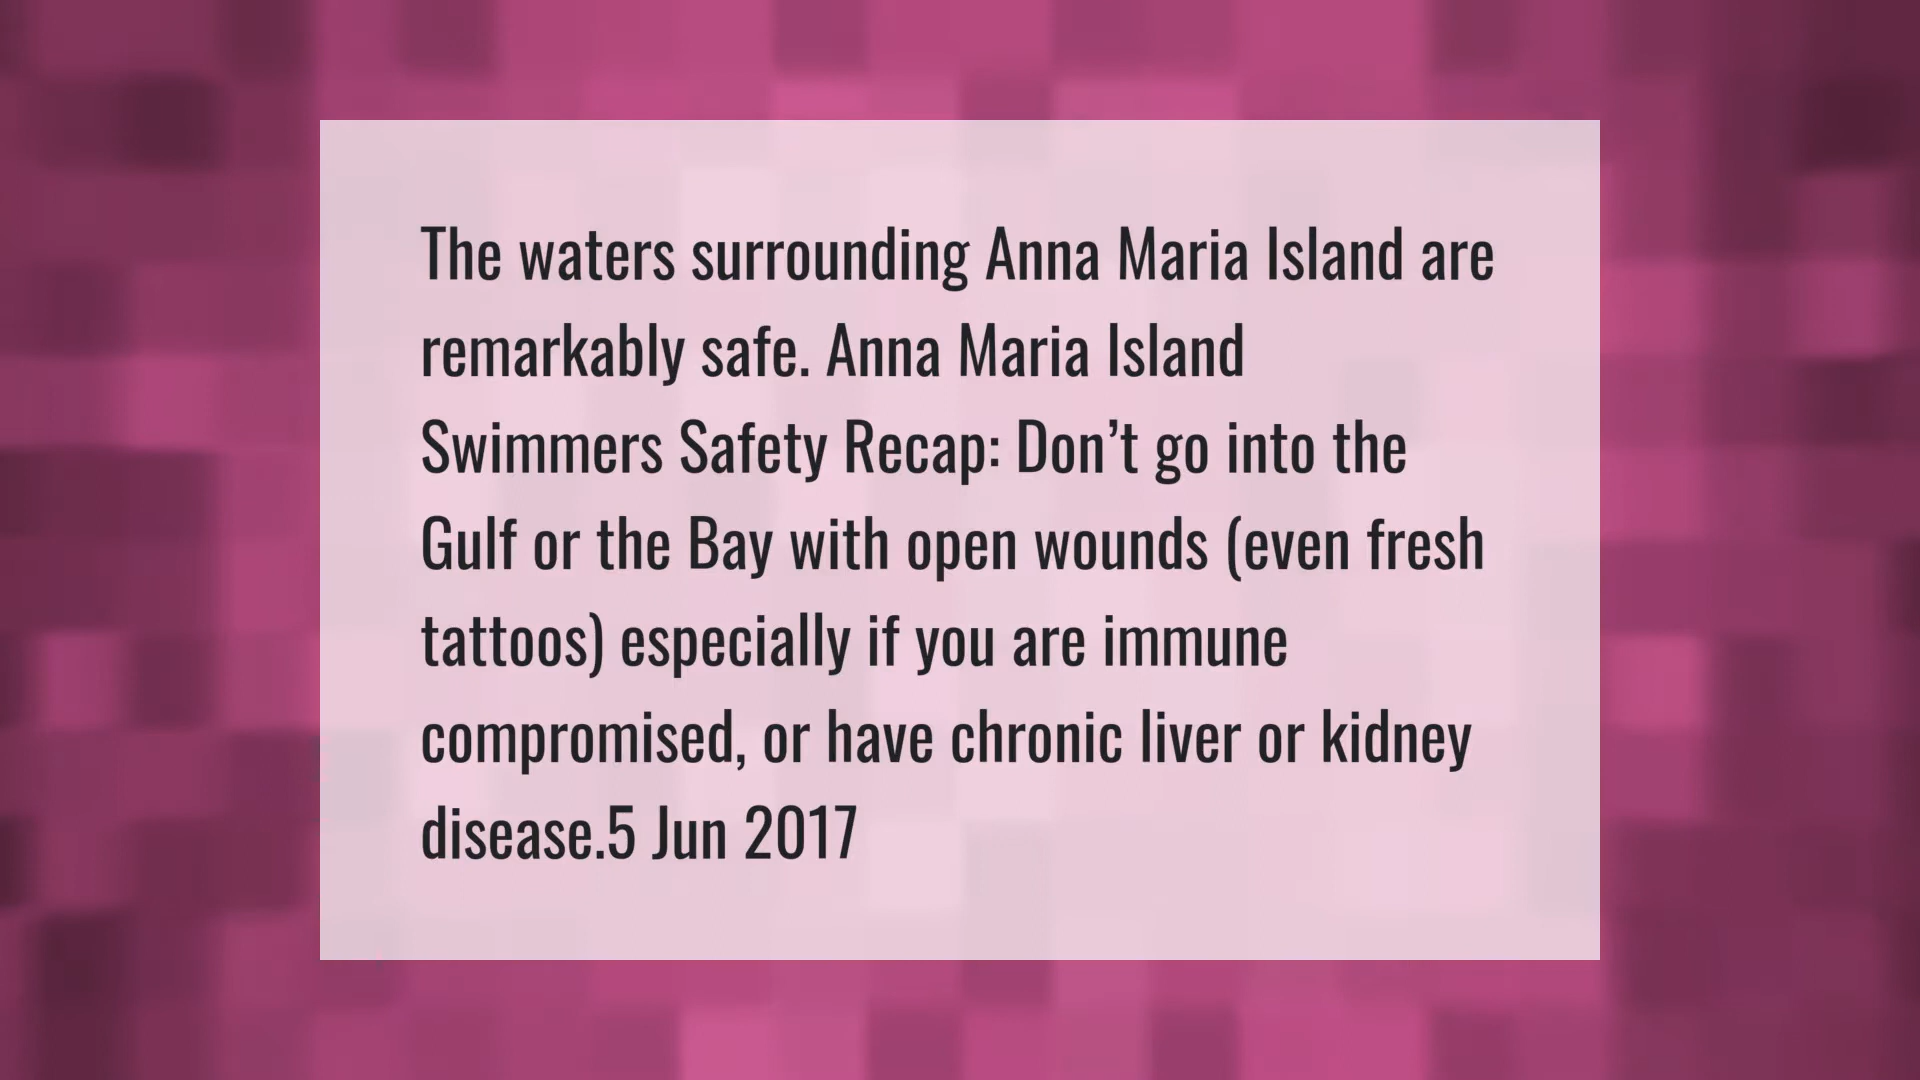 The waters surrounding Anna Maria Island are
remarkably safe. Anna Maria Island
Swimmers Safety Recap: Don’t go into the
Gulf or the Bay with open wounds (even fresh
tattoos) especially if you are immune
compromised, or have chronic liver or kidney
disease.5 Jun 2017